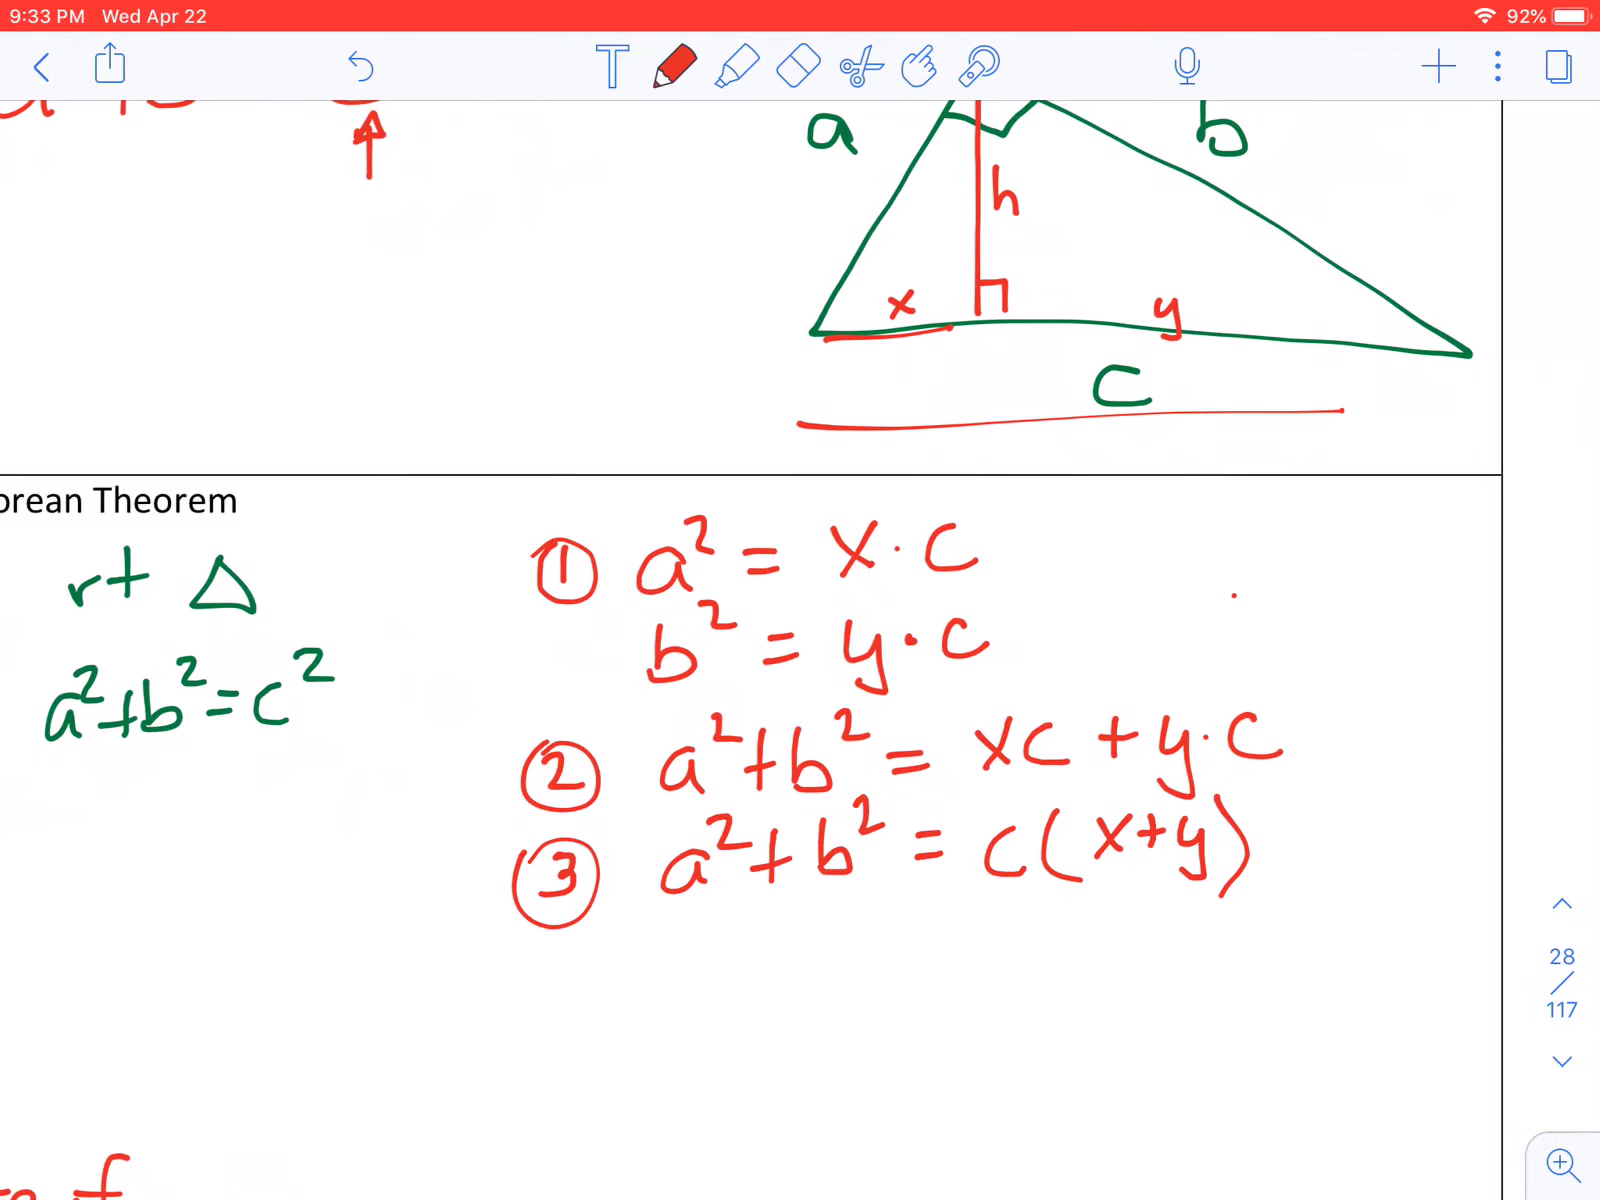 9:33 PM Wed Apr 22
92%
T
a
b
h
x
y
c
orean Theorem
rt △
a²+b²=c²
① a² = x·c
b² = y·c
② a²+b² = xc + y·c
③ a²+b² = c(x+y)
28
/
117